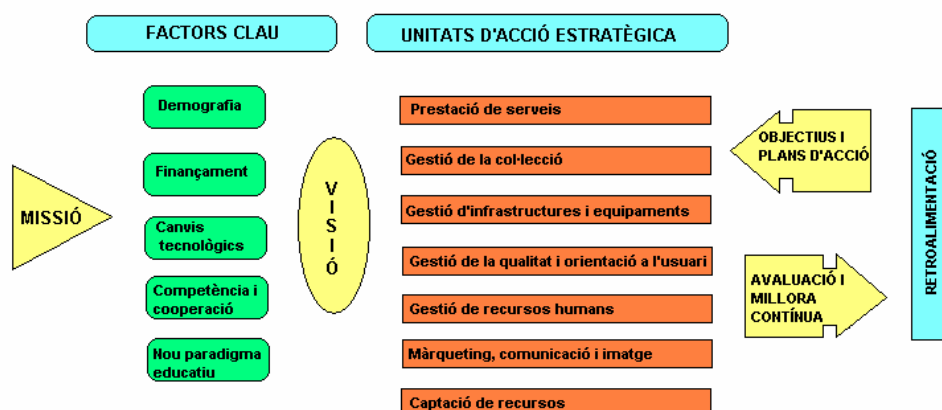 FACTORS CLAU
UNITATS D'ACCIÓ ESTRATÈGICA
MISSIÓ
Demografia
Finançament
Canvis
tecnològics
Competència i
cooperació
Nou paradigma
educatiu
VISIÓ
Prestació de serveis
Gestió de la col·lecció
Gestió d'infrastructures i equipaments
Gestió de la qualitat i orientació a l'usuari
Gestió de recursos humans
Màrqueting, comunicació i imatge
Captació de recursos
OBJECTIUS I
PLANS D'ACCIÓ
AVALUACIÓ I
MILLORA
CONTÍNUA
RETROALIMENTACIÓ